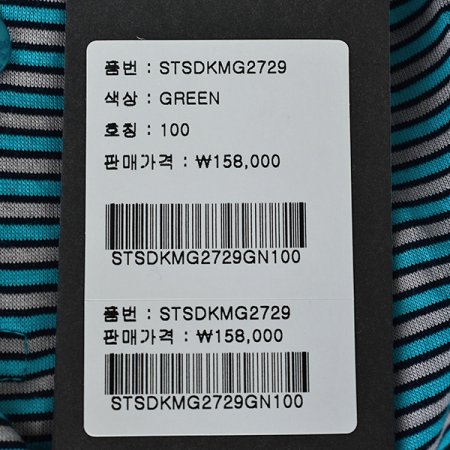 품번 : STSDKMG2729
색상 : GREEN
호칭 : 100
판매가격 : ₩158,000
STSDKMG2729GN100
품번 : STSDKMG2729
판매가격 : ₩158,000
STSDKMG2729GN100